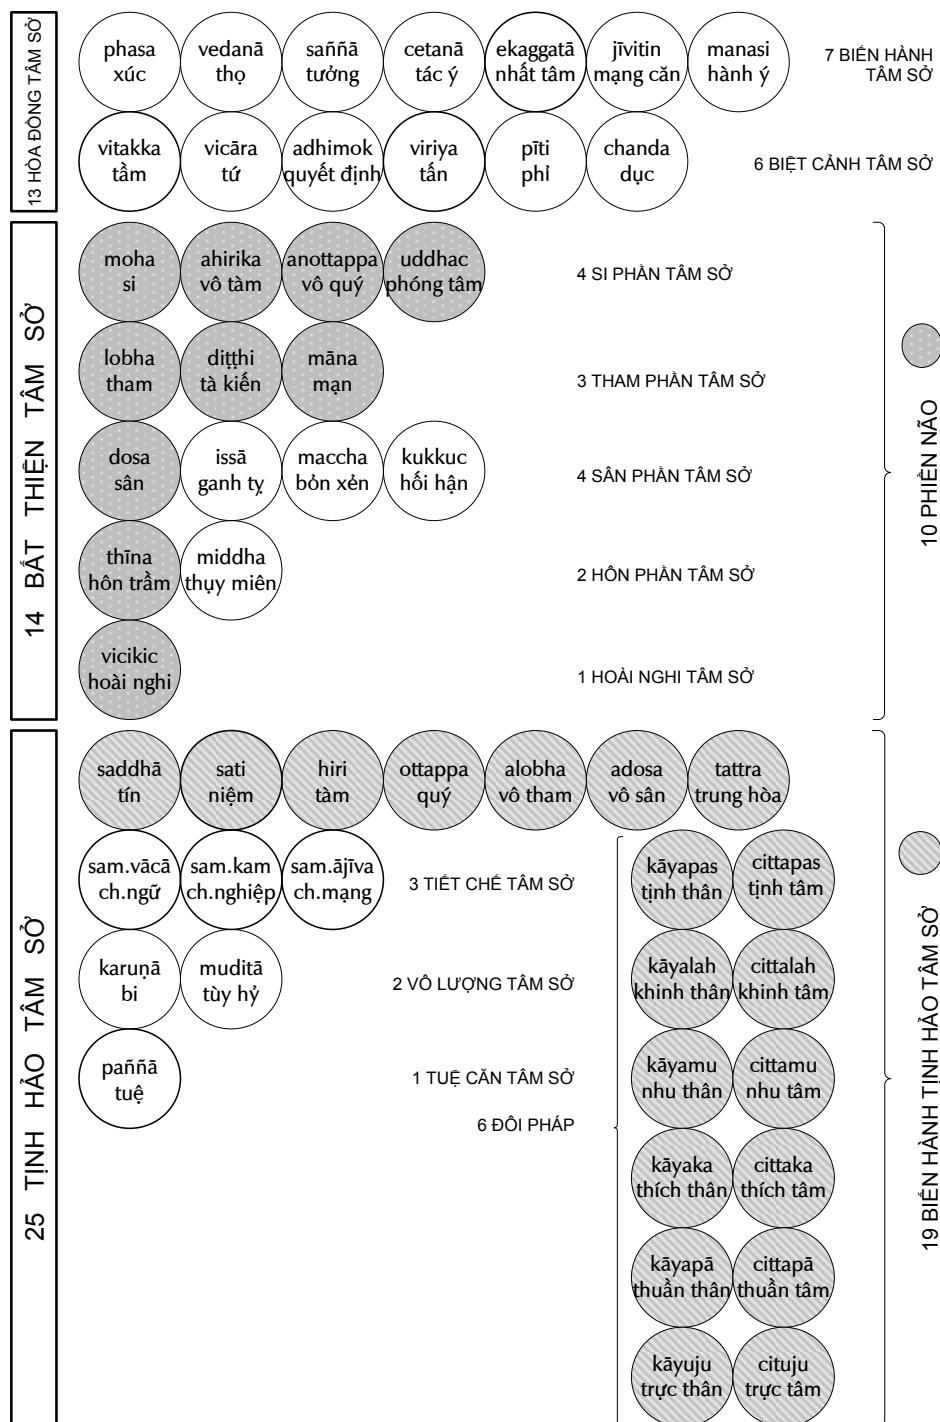 13 HÒA ĐỒNG TÂM SỞ
phasa
xúc
vedanā
thọ
saññā
tưởng
cetanā
tác ý
ekaggatā
nhất tâm
jīvitin
mạng căn
manasi
hành ý
7 BIẾN HÀNH
TÂM SỞ
vitakka
tầm
vicāra
tứ
adhimok
quyết định
viriya
tấn
pīti
phỉ
chanda
dục
6 BIỆT CẢNH TÂM SỞ
14 BẤT THIỆN TÂM SỞ
moha
si
ahirika
vô tàm
anottappa
vô quý
uddhac
phóng tâm
4 SI PHẦN TÂM SỞ
lobha
tham
diṭṭhi
tà kiến
māna
mạn
3 THAM PHẦN TÂM SỞ
dosa
sân
issā
ganh tỵ
maccha
bỏn xẻn
kukkuc
hối hận
4 SÂN PHẦN TÂM SỞ
thīna
hôn trầm
middha
thụy miên
2 HÔN PHẦN TÂM SỞ
vicikic
hoài nghi
1 HOÀI NGHI TÂM SỞ
10 PHIỀN NÃO
25 TỊNH HẢO TÂM SỞ
saddhā
tín
sati
niệm
hiri
tàm
ottappa
quý
alobha
vô tham
adosa
vô sân
tattra
trung hòa
sam.vācā
ch.ngữ
sam.kam
ch.nghiệp
sam.ājīva
ch.mạng
3 TIẾT CHẾ TÂM SỞ
karuṇā
bi
muditā
tùy hỷ
2 VÔ LƯỢNG TÂM SỞ
paññā
tuệ
1 TUỆ CĂN TÂM SỞ
6 ĐÔI PHÁP
kāyapas
tịnh thân
cittapas
tịnh tâm
kāyalah
khinh thân
cittalah
khinh tâm
kāyamu
nhu thân
cittamu
nhu tâm
kāyaka
thích thân
cittaka
thích tâm
kāyapā
thuần thân
cittapā
thuần tâm
kāyuju
trực thân
cituju
trực tâm
19 BIẾN HÀNH TỊNH HẢO TÂM SỞ